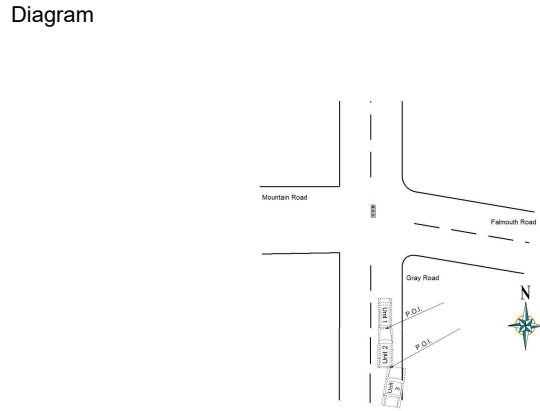 Diagram
Mountain Road
Falmouth Road
Gray Road
N
Unit 1
P.O.I.
Unit 2
P.O.I.
Unit
3